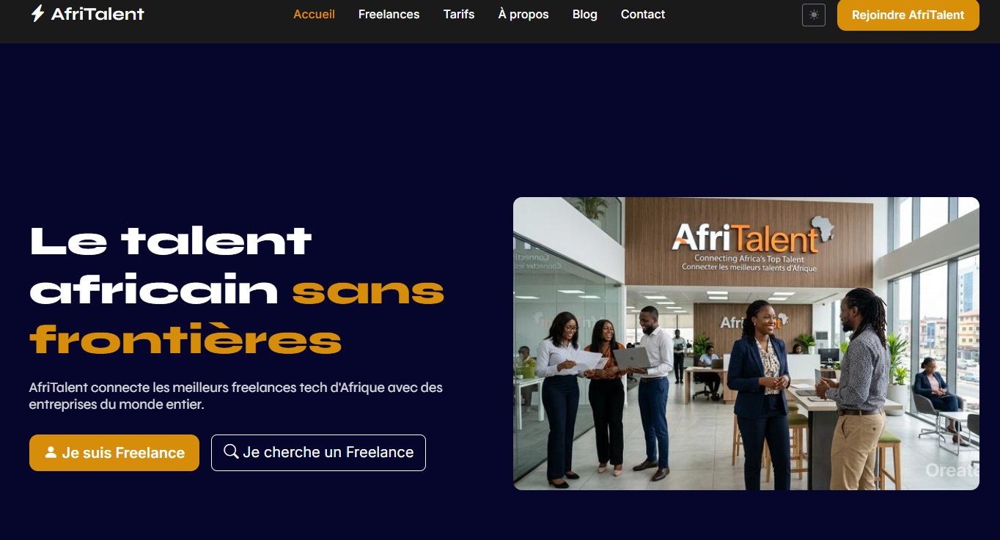 AfriTalent
Accueil
Freelances
Tarifs
À propos
Blog
Contact
Rejoindre AfriTalent
Le talent
africain sans
frontières
AfriTalent connecte les meilleurs freelances tech d'Afrique avec des
entreprises du monde entier.
Je suis Freelance
Je cherche un Freelance
AfriTalent
Connecting Africa's Top Talent
Connecter les meilleurs talents d'Afrique